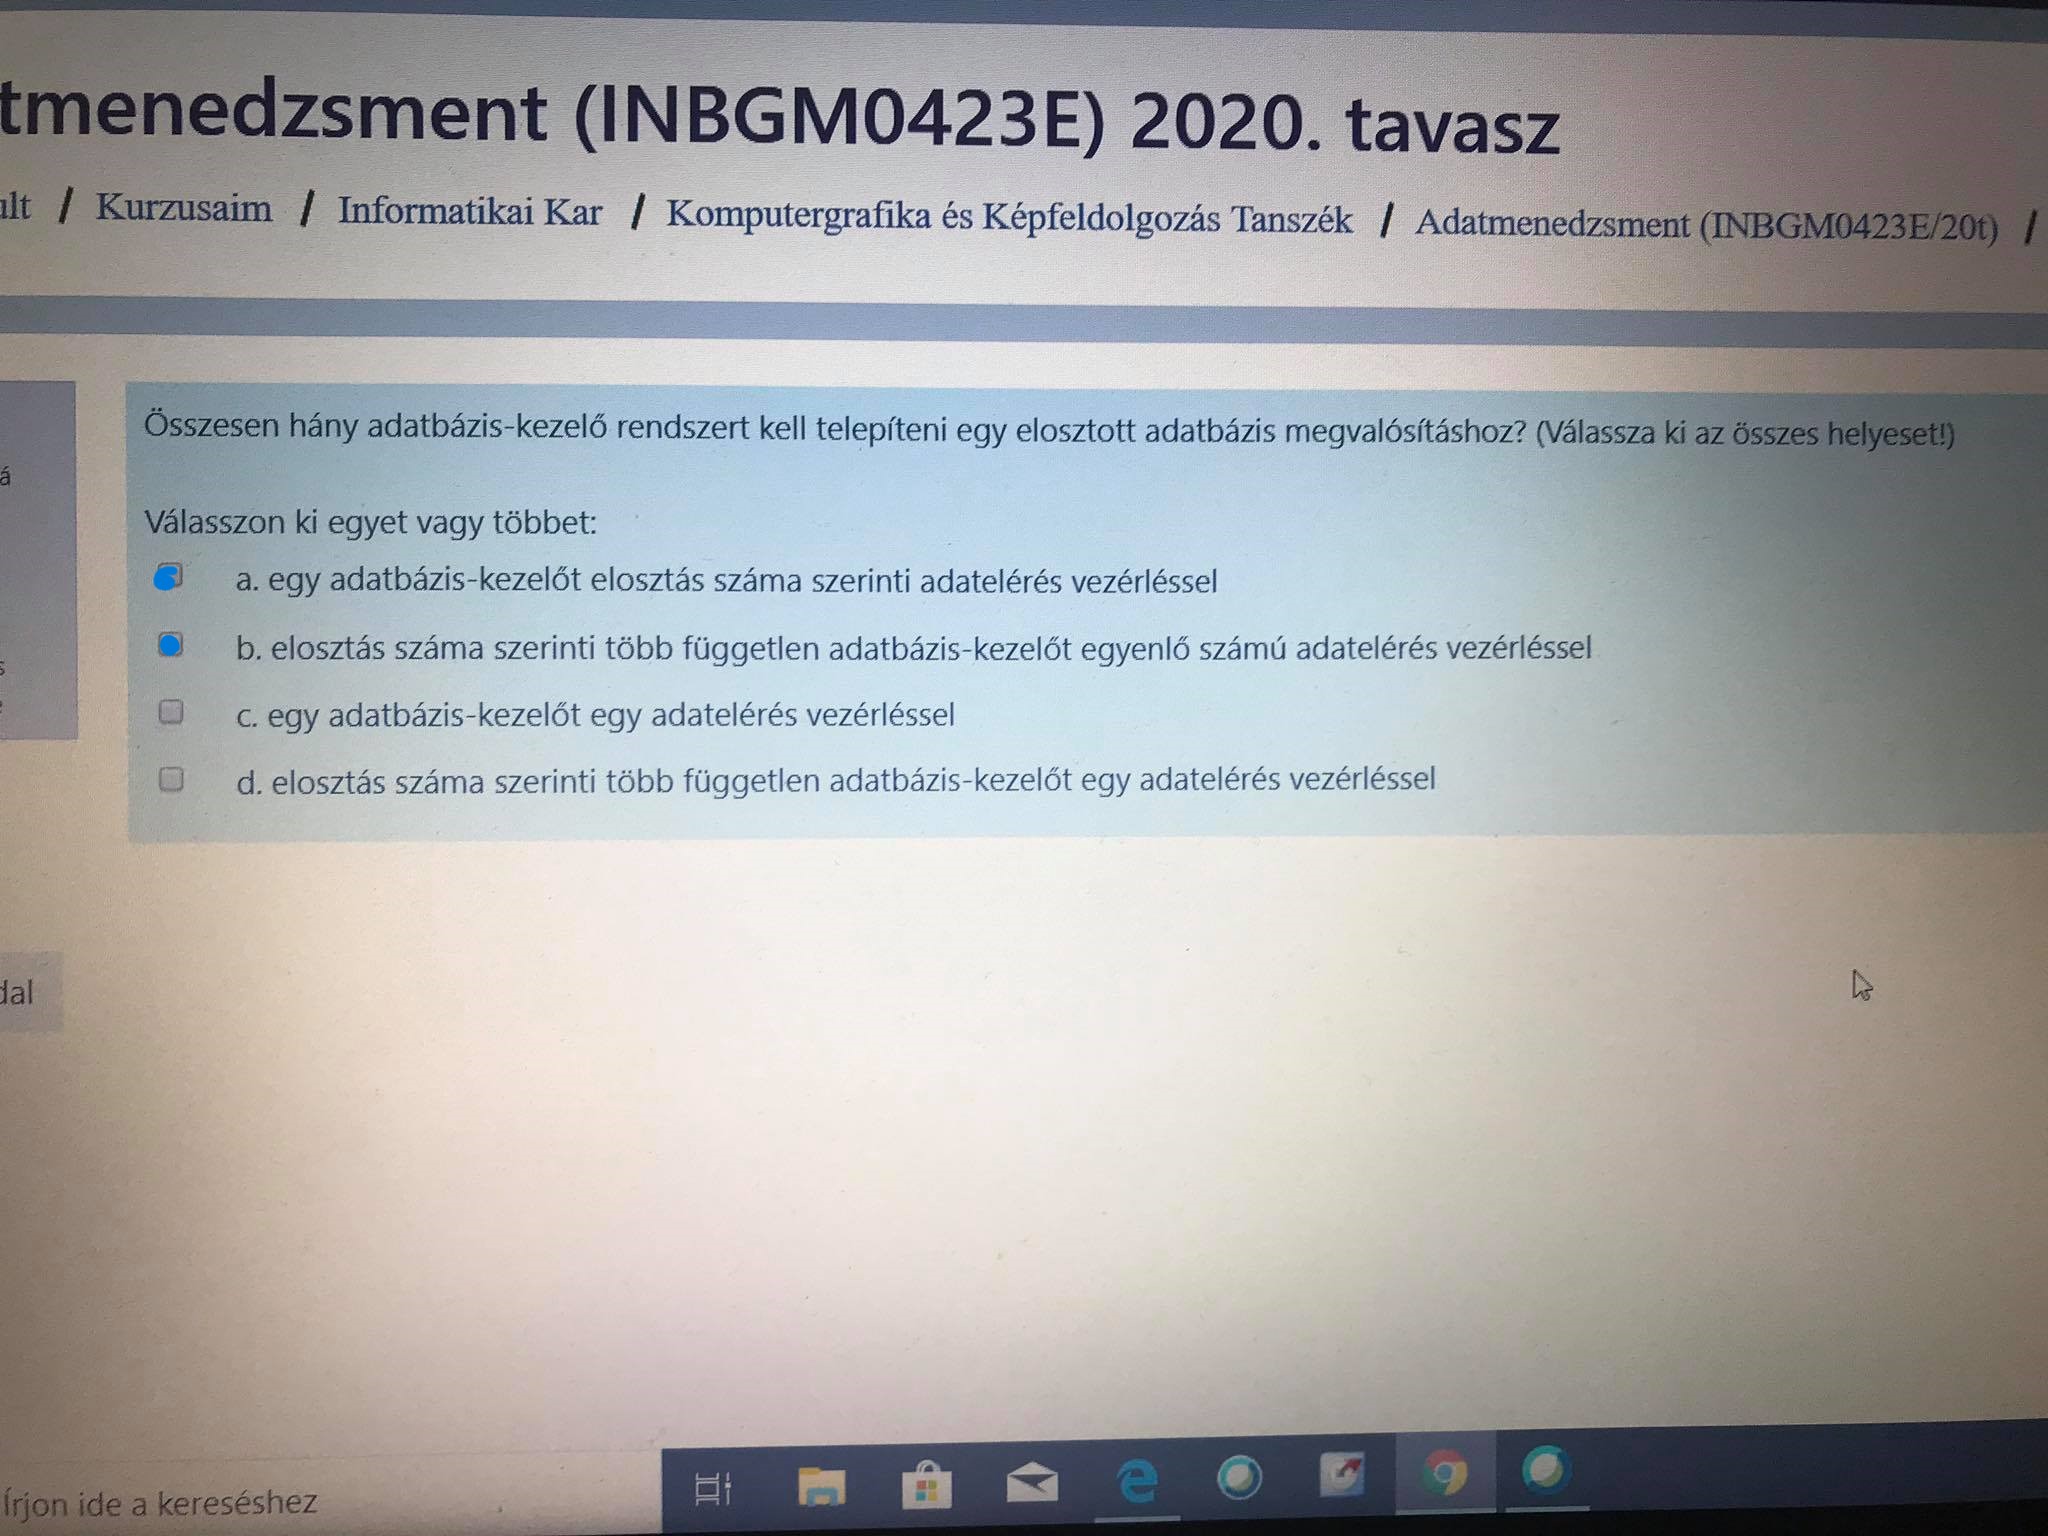 tmenedzsment (INBGM0423E) 2020. tavasz
ult / Kurzusaim / Informatikai Kar / Komputergrafika és Képfeldolgozás Tanszék / Adatmenedzsment (INBGM0423E/20t) /
Összesen hány adatbázis-kezelő rendszert kell telepíteni egy elosztott adatbázis megvalósításhoz? (Válassza ki az összes helyeset!)
á
Válasszon ki egyet vagy többet:
a. egy adatbázis-kezelőt elosztás száma szerinti adatelérés vezérléssel
b. elosztás száma szerinti több független adatbázis-kezelőt egyenlő számú adatelérés vezérléssel
s
c. egy adatbázis-kezelőt egy adatelérés vezérléssel
d. elosztás száma szerinti több független adatbázis-kezelőt egy adatelérés vezérléssel
dal
Írjon ide a kereséshez